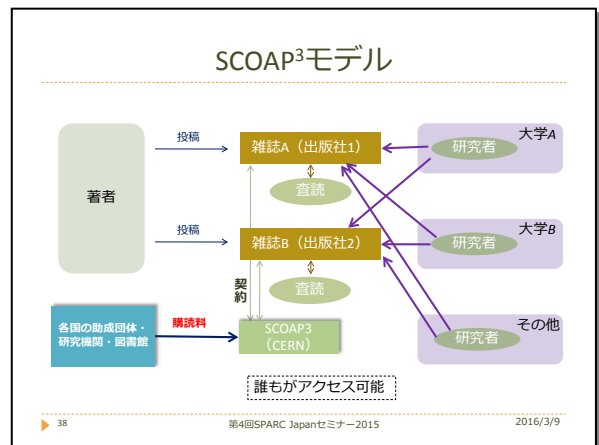 SCOAP³モデル
著者
投稿
雑誌A（出版社1）
査読
大学A
研究者
投稿
雑誌B（出版社2）
査読
大学B
研究者
契約
各国の助成団体・
研究機関・図書館
購読料
SCOAP3
（CERN）
その他
研究者
誰もがアクセス可能
38
第4回SPARC Japanセミナー2015
2016/3/9